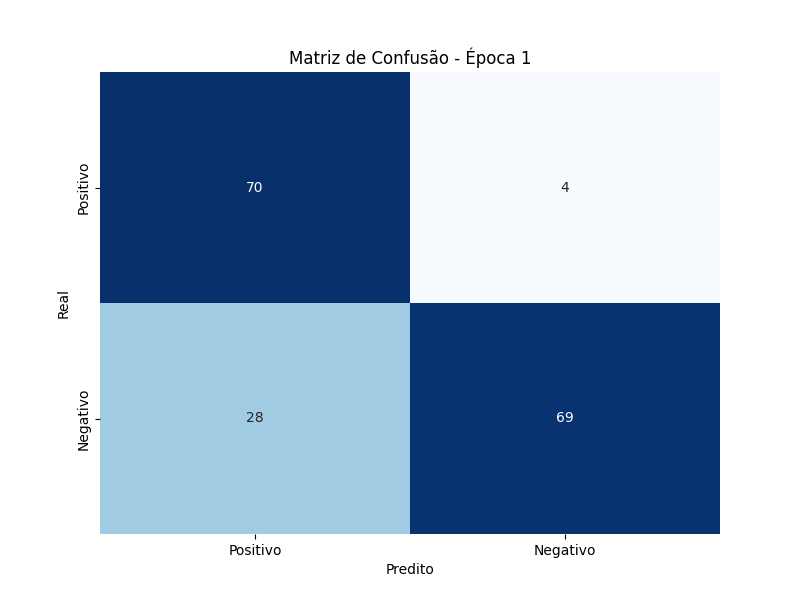 Matriz de Confusão - Época 1
Real
Positivo
70
4
Negativo
28
69
Positivo
Negativo
Predito